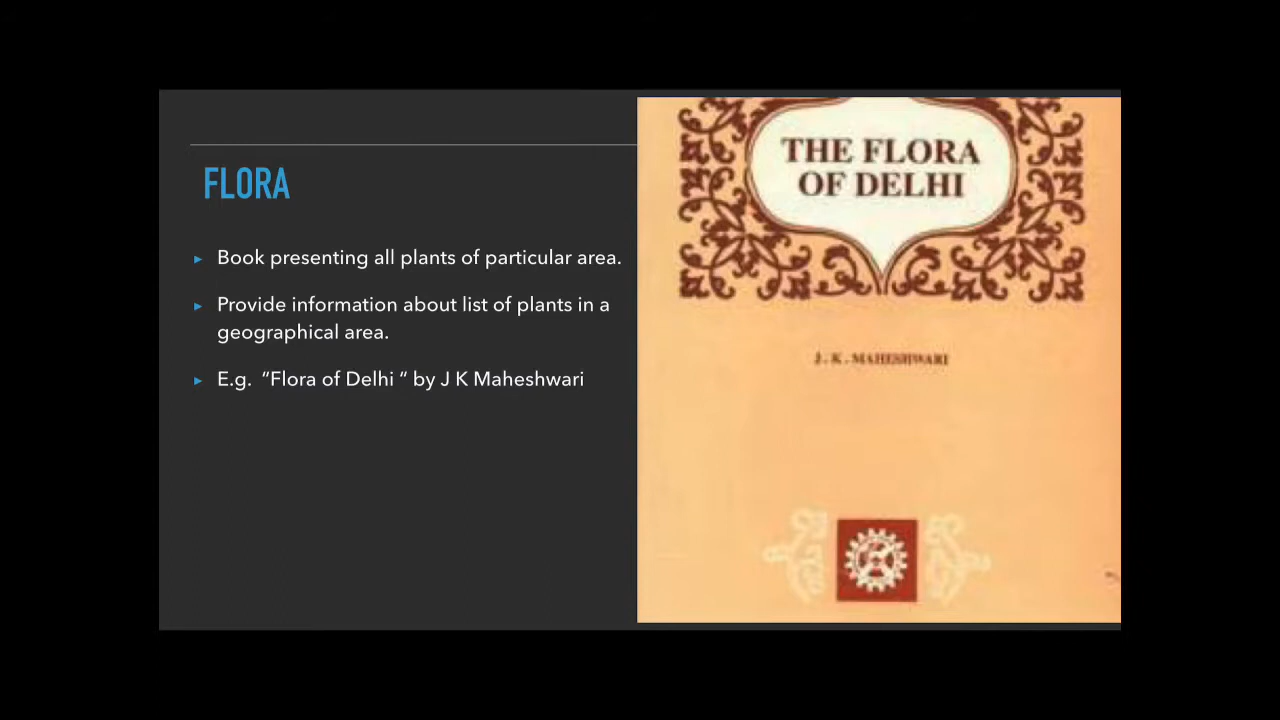 FLORA
▸ Book presenting all plants of particular area.
▸ Provide information about list of plants in a
geographical area.
▸ E.g. “Flora of Delhi “ by J K Maheshwari
THE FLORA
OF DELHI
J. K. MAHESHWARI